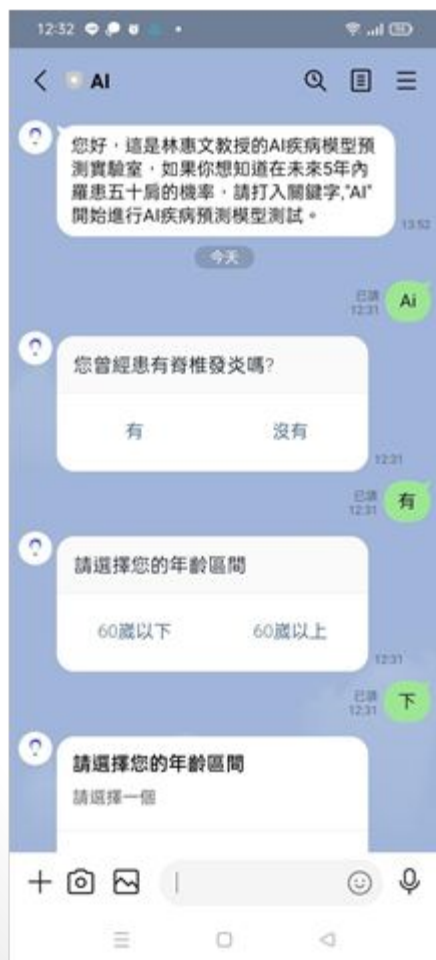 12:32
AI
您好，這是林惠文教授的AI疾病模型預
測實驗室，如果你想知道在未來5年內
罹患五十肩的機率，請打入關鍵字,"AI"
開始進行AI疾病預測模型測試。
13:52
今天
已讀
12:31
Ai
您曾經患有脊椎發炎嗎?
有 沒有
12:31
已讀
12:31
有
請選擇您的年齡區間
60歲以下 60歲以上
12:31
已讀
12:31
下
請選擇您的年齡區間
請選擇一個